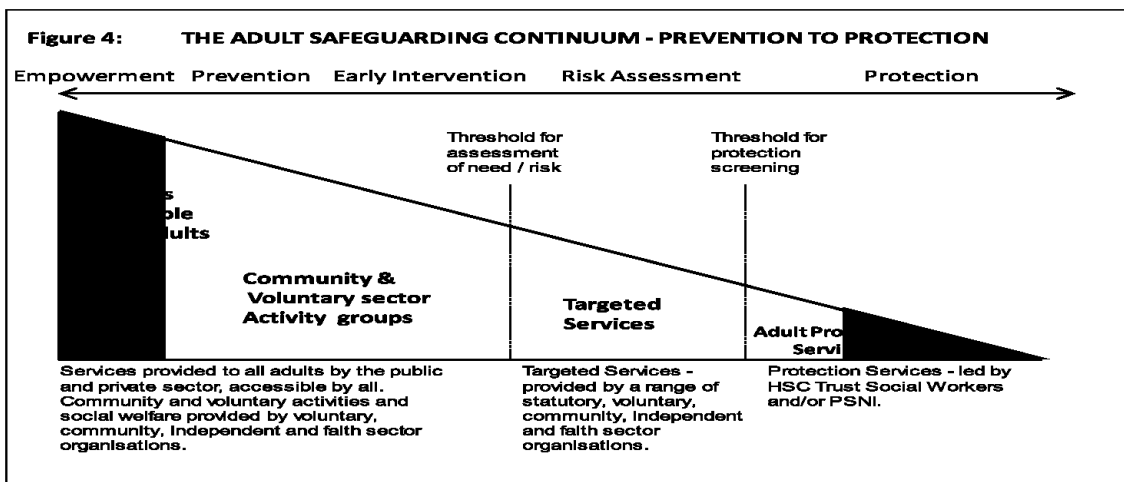 Figure 4: THE ADULT SAFEGUARDING CONTINUUM - PREVENTION TO PROTECTION
Empowerment Prevention Early Intervention Risk Assessment Protection
Threshold for
assessment
of need / risk
Threshold for
protection
screening
Community &
Voluntary sector
Activity groups
Targeted
Services
Adult
Services provided to all adults by the public
and private sector, accessible by all.
Community and voluntary activities and
social welfare provided by voluntary,
community, independent and faith sector
organisations.
Targeted Services -
provided by a range of
statutory, voluntary,
community, independent
and faith sector
organisations.
Protection Services - led by
HSC Trust Social Workers
and/or PSNI.